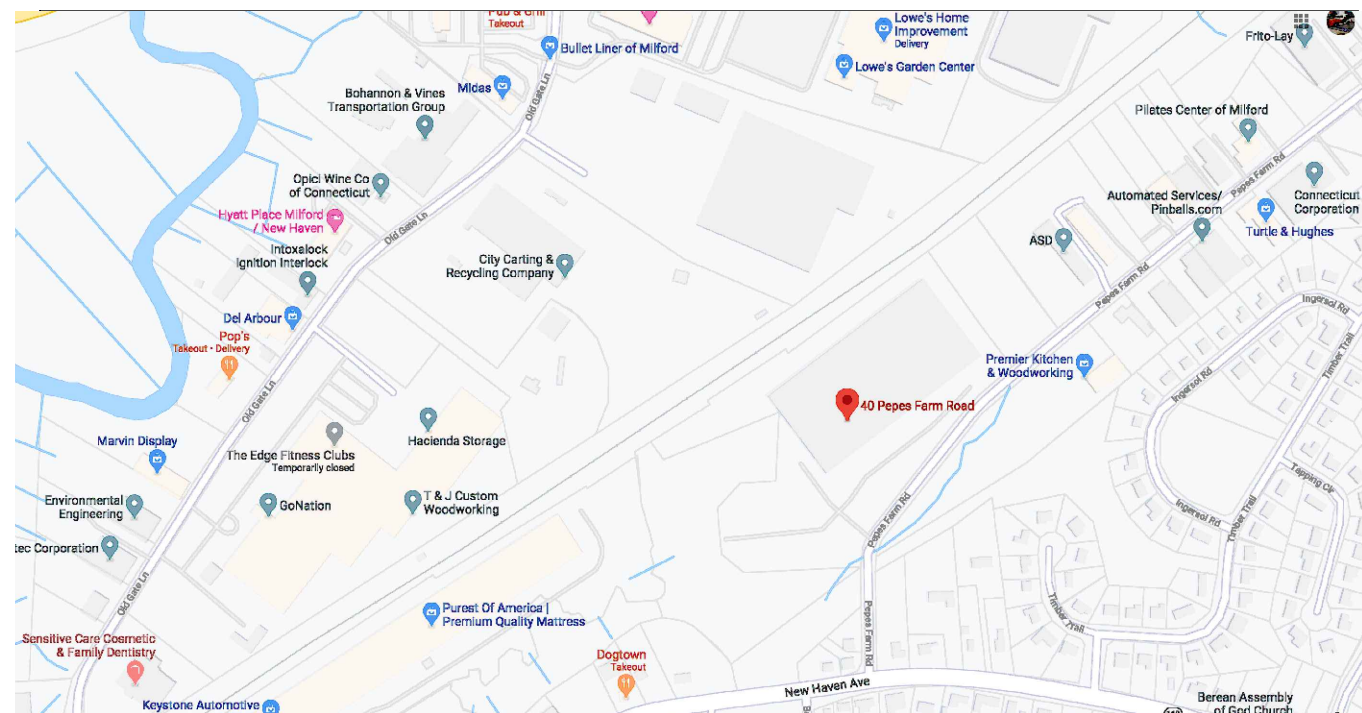 Pub & Grill
Takeout
Lowe's Home
Improvement
Delivery
Frito-Lay
Bullet Liner of Milford
Lowe's Garden Center
Midas
Old Gate Ln
Bohannon & Vines
Transportation Group
Pilates Center of Milford
Pepes Farm Rd
Opici Wine Co
of Connecticut
Automated Services/
Pinballs.com
Connecticut
Corporation
Hyatt Place Milford
/ New Haven
Old Gate Ln
Turtle & Hughes
ASD
Intoxalock
Ignition Interlock
City Carting &
Recycling Company
Pepes Farm Rd
Ingersol Rd
Del Arbour
Pop's
Takeout • Delivery
Timber Trail
Premier Kitchen
& Woodworking
Ingersol Rd
Old Gate Ln
40 Pepes Farm Road
Marvin Display
Hacienda Storage
The Edge Fitness Clubs
Temporarily closed
Tapping Cir
Environmental
Engineering
GoNation
T & J Custom
Woodworking
Pepes Farm Rd
Ingersol Rd
Timber Trail
tec Corporation
Old Gate Ln
Purest Of America |
Premium Quality Mattress
Timber Trail
Pepes Farm Rd
Sensitive Care Cosmetic
& Family Dentistry
Dogtown
Takeout
New Haven Ave
Keystone Automotive
Berean Assembly
of God Church